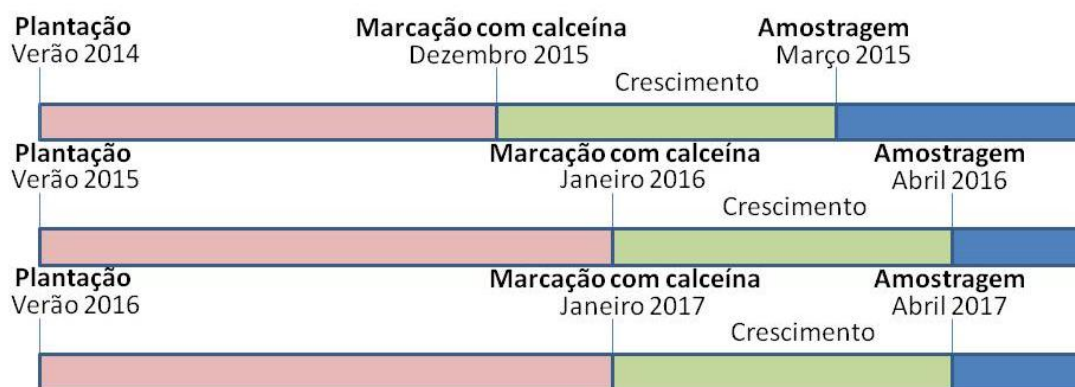 Plantação Marcação com calceína Amostragem
Verão 2014 Dezembro 2015 Março 2015
Crescimento
Plantação Marcação com calceína Amostragem
Verão 2015 Janeiro 2016 Abril 2016
Crescimento
Plantação Marcação com calceína Amostragem
Verão 2016 Janeiro 2017 Abril 2017
Crescimento